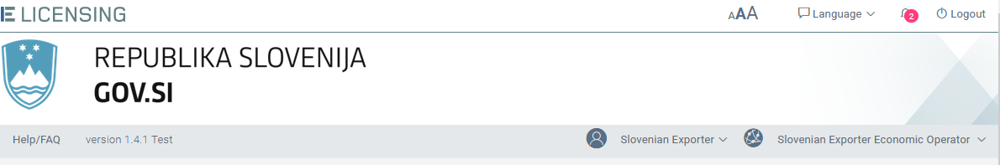 E LICENSING
AAA
Language
2
Logout
REPUBLIKA SLOVENIJA
GOV.SI
Help/FAQ
version 1.4.1 Test
Slovenian Exporter
Slovenian Exporter Economic Operator